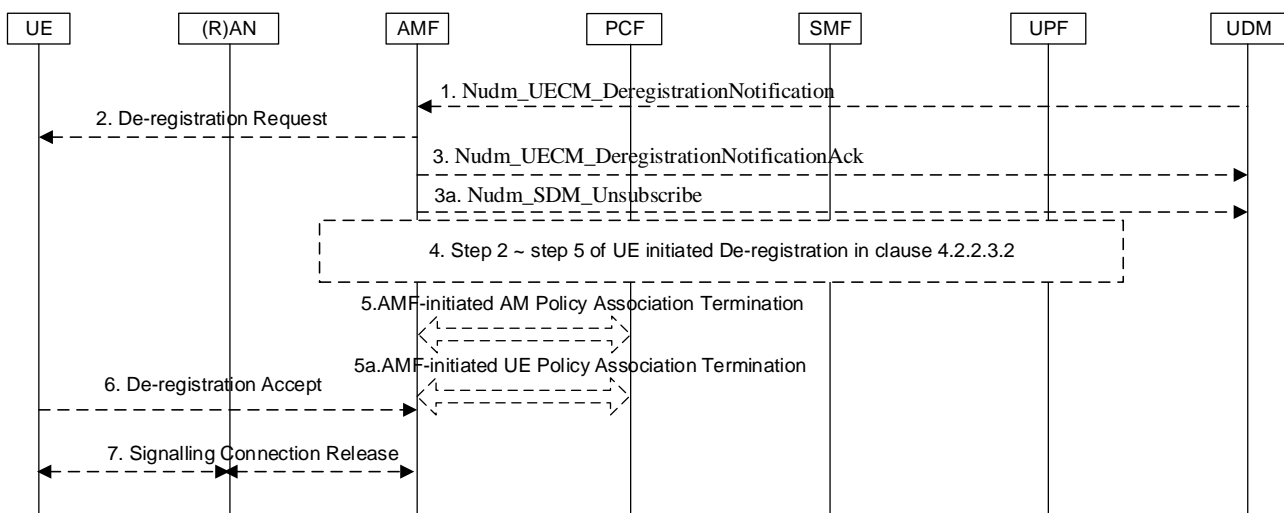 UE (R)AN AMF PCF SMF UPF UDM
1. Nudm_UECM_DeregistrationNotification
2. De-registration Request
3. Nudm_UECM_DeregistrationNotificationAck
3a. Nudm_SDM_Unsubscribe
4. Step 2 ~ step 5 of UE initiated De-registration in clause 4.2.2.3.2
5.AMF-initiated AM Policy Association Termination
5a.AMF-initiated UE Policy Association Termination
6. De-registration Accept
7. Signalling Connection Release